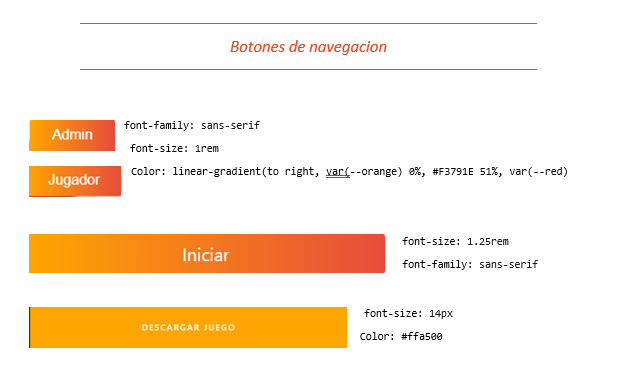 Botones de navegacion
Admin
font-family: sans-serif
font-size: 1rem
Jugador
Color: linear-gradient(to right, var(--orange) 0%, #F3791E 51%, var(--red)
Iniciar
font-size: 1.25rem
font-family: sans-serif
DESCARGAR JUEGO
font-size: 14px
Color: #ffa500